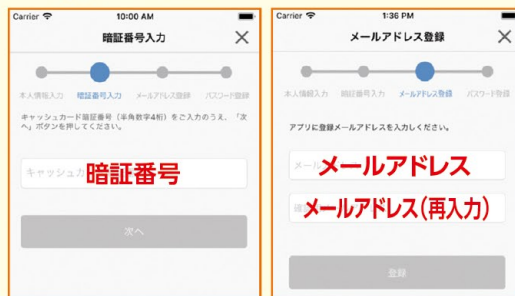 Carrier 10:00 AM
暗証番号入力
本人情報入力 暗証番号入力 メールアドレス登録 パスワード登録
キャッシュカード暗証番号（半角数字4桁）をご入力のうえ、「次
へ」ボタンを押してください。
キャッシュカ
暗証番号
次へ
Carrier 1:36 PM
メールアドレス登録
本人情報入力 暗証番号入力 メールアドレス登録 パスワード登録
アプリに登録メールアドレスを入力しください。
メールアドレス
メールアドレス（再入力）
登録